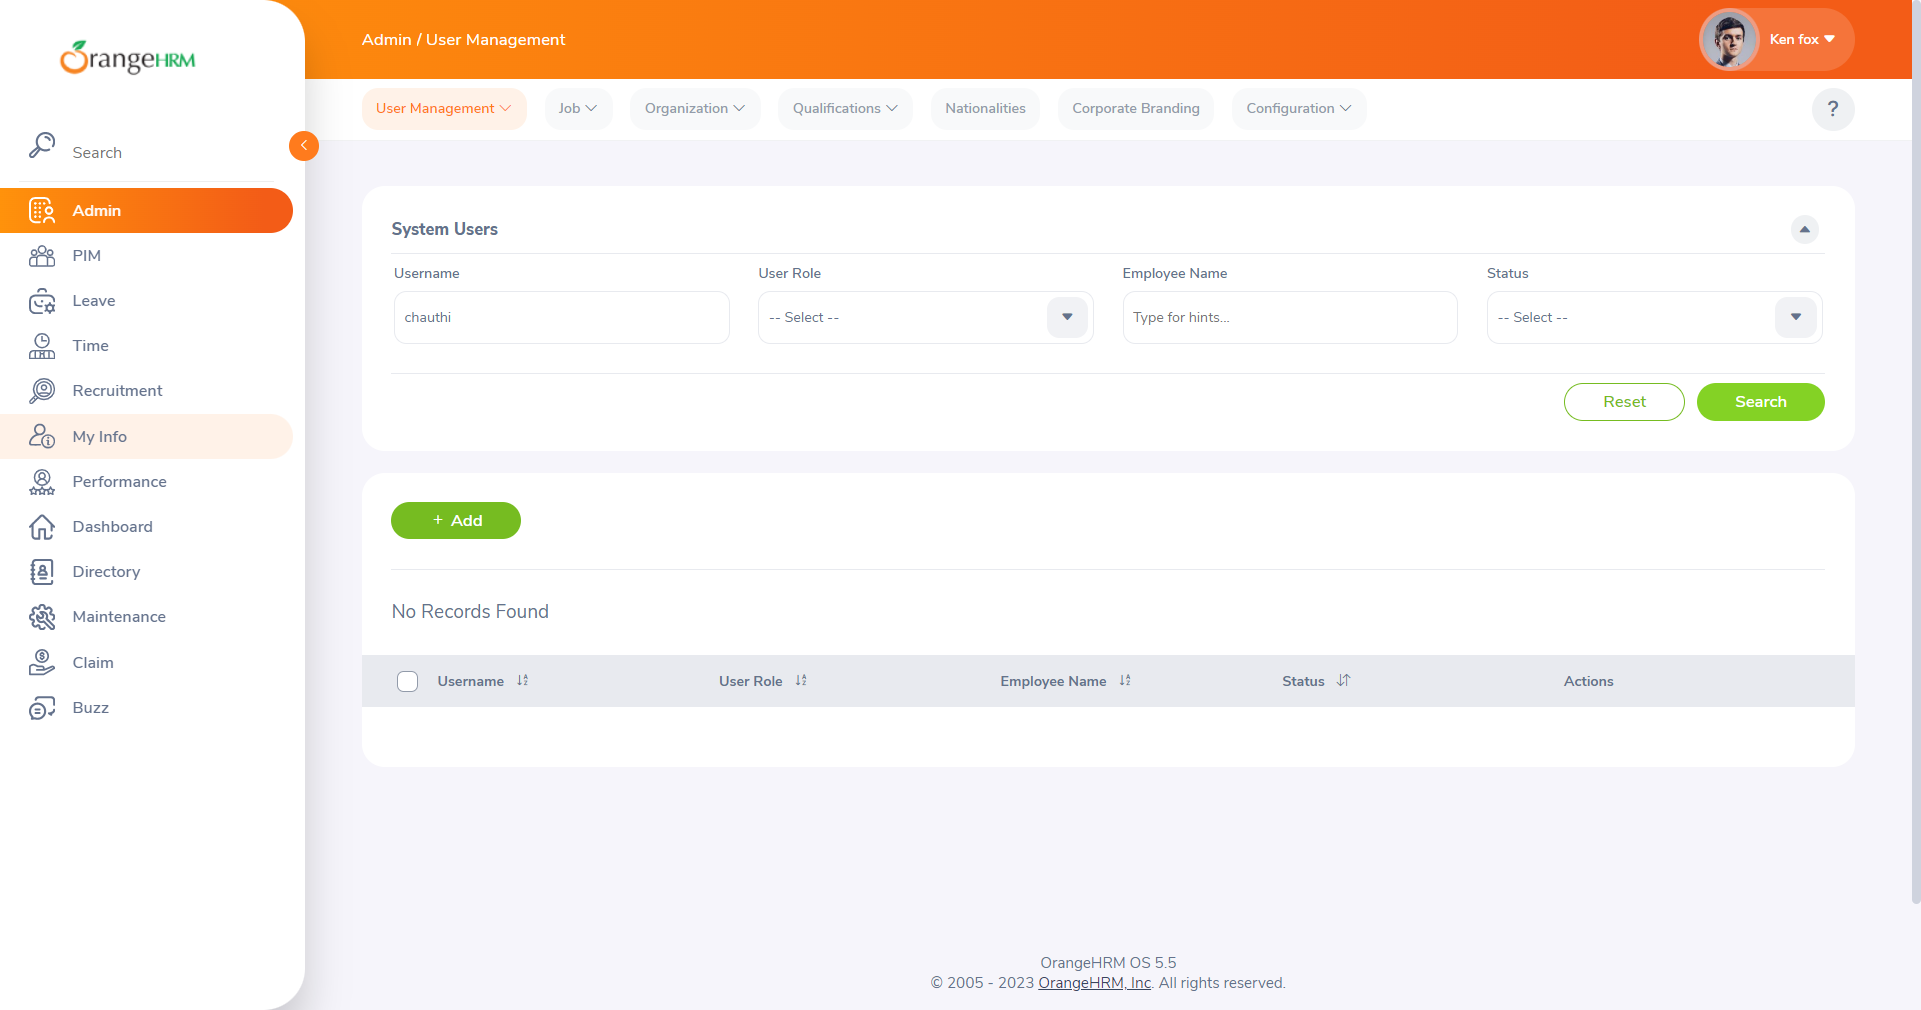 OrangeHRM
Admin / User Management
Ken fox
User Management
Job
Organization
Qualifications
Nationalities
Corporate Branding
Configuration
?
Search
Admin
PIM
Leave
Time
Recruitment
My Info
Performance
Dashboard
Directory
Maintenance
Claim
Buzz
System Users
Username
User Role
Employee Name
Status
chauthi
-- Select --
Type for hints...
-- Select --
Reset
Search
+ Add
No Records Found
Username
User Role
Employee Name
Status
Actions
OrangeHRM OS 5.5
© 2005 - 2023 OrangeHRM, Inc. All rights reserved.